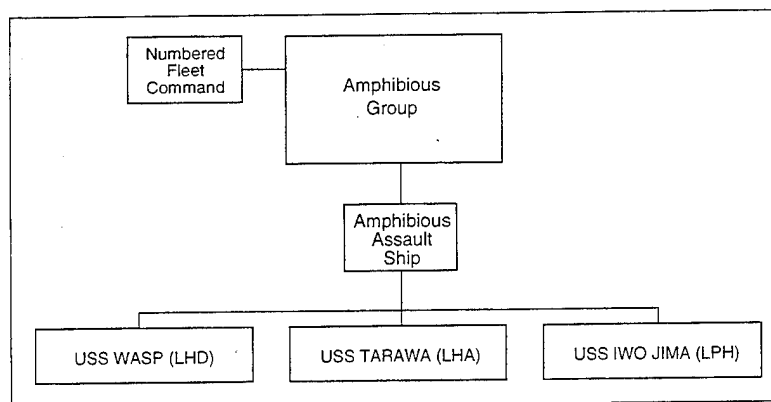 Numbered
Fleet
Command
Amphibious
Group
Amphibious
Assault
Ship
USS WASP (LHD)
USS TARAWA (LHA)
USS IWO JIMA (LPH)